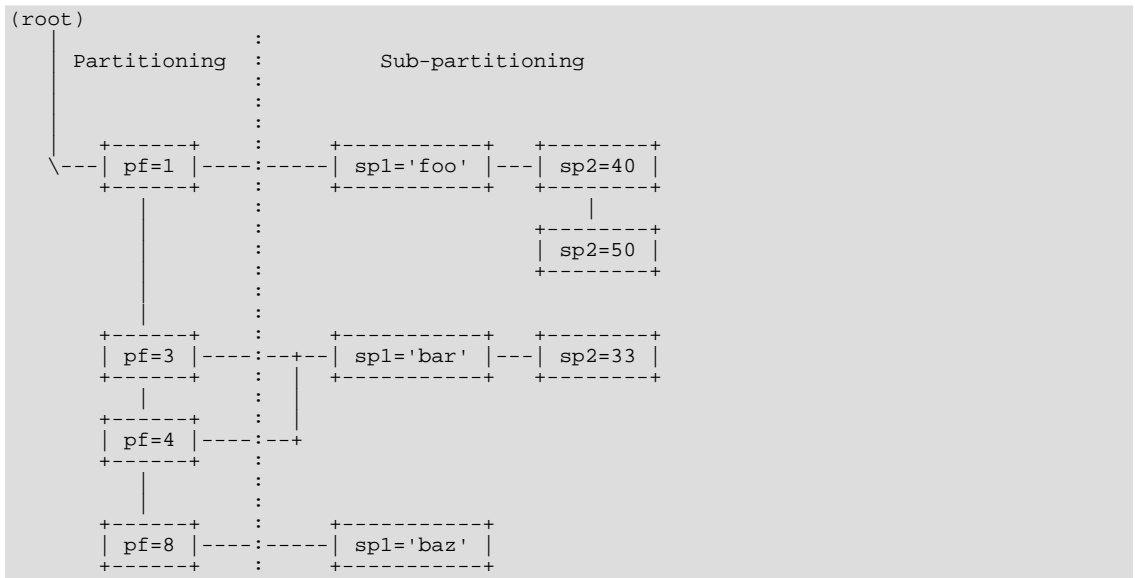 (root)
Partitioning : Sub-partitioning
pf=1 sp1='foo' sp2=40
sp2=50
pf=3 sp1='bar' sp2=33
pf=4
pf=8 sp1='baz'